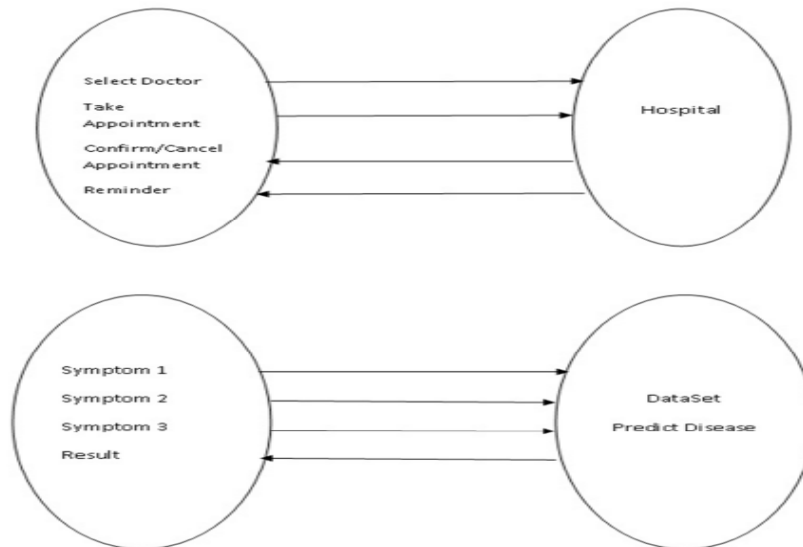 Select Doctor
Take
Appointment
Confirm/Cancel
Appointment
Reminder
Hospital
Symptom 1
Symptom 2
Symptom 3
Result
DataSet
Predict Disease